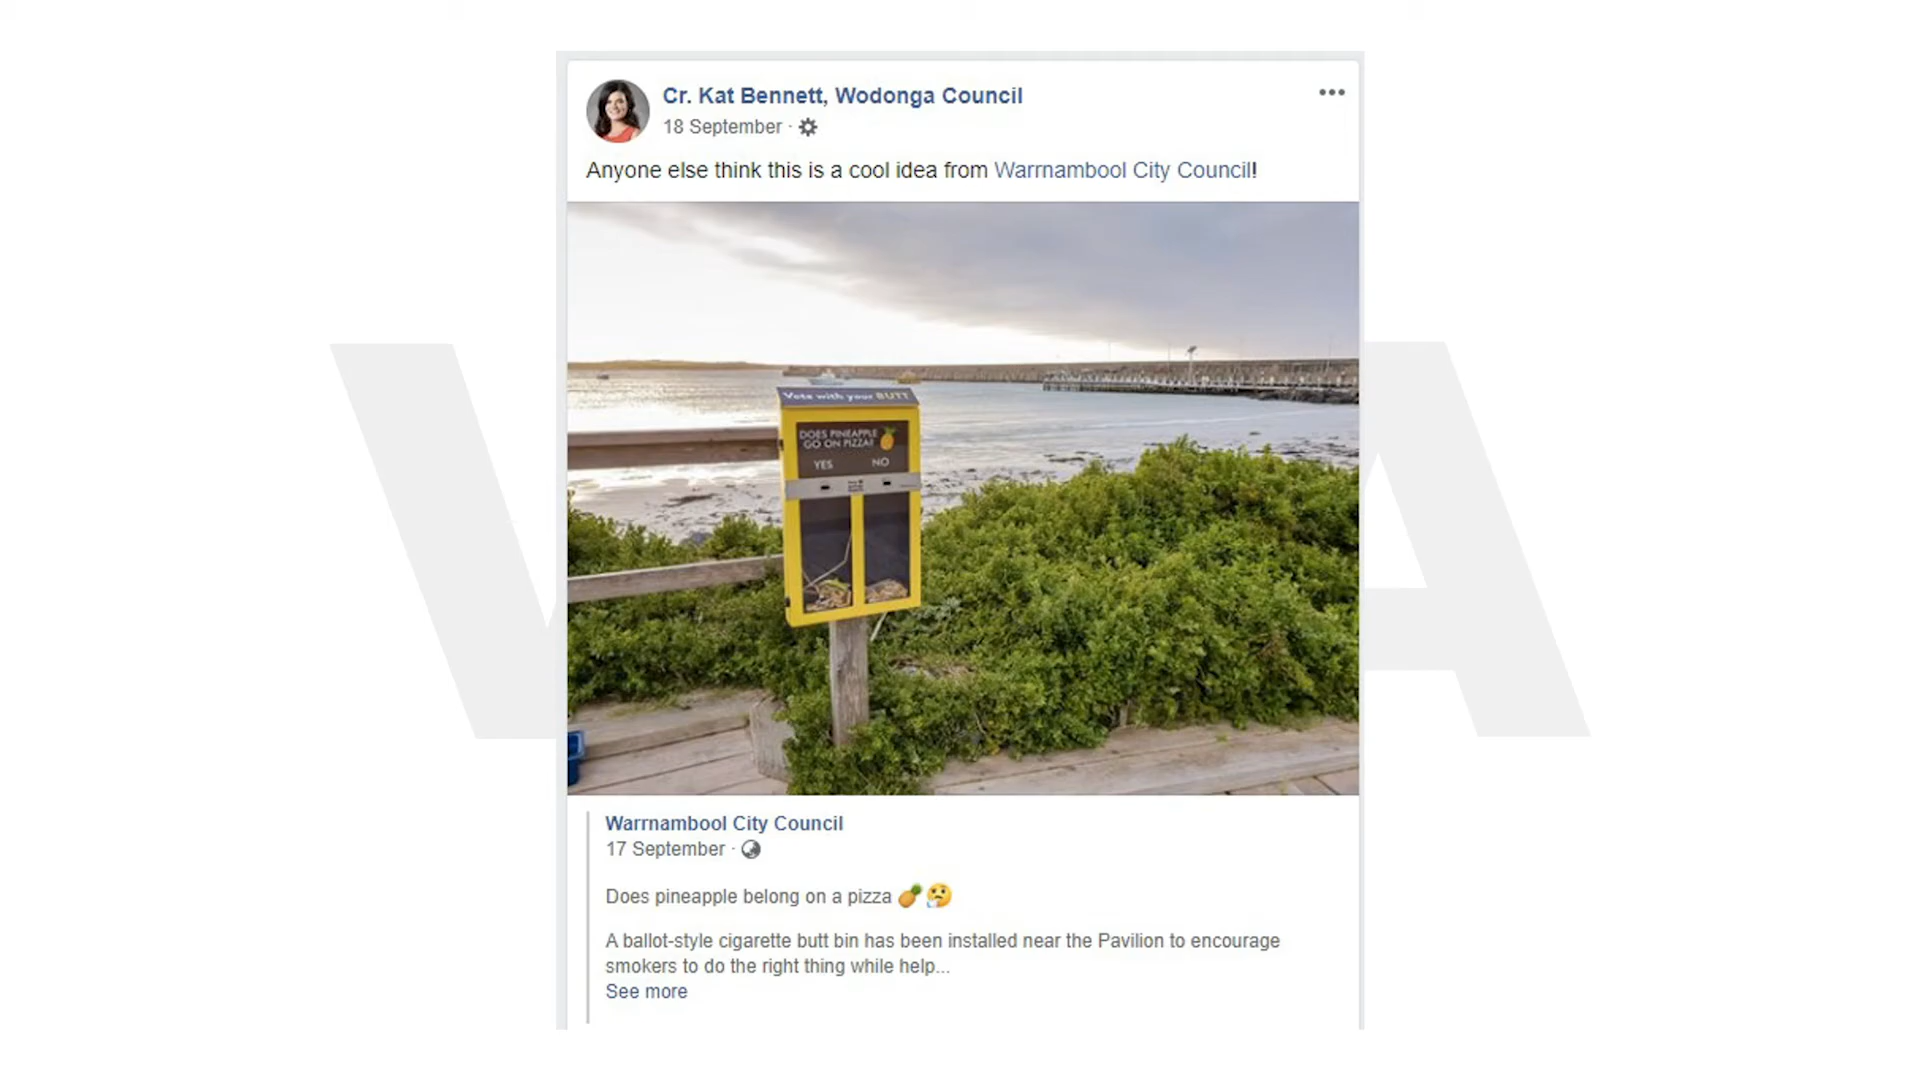 Cr. Kat Bennett, Wodonga Council
18 September ·
Anyone else think this is a cool idea from Warrnambool City Council!
Vote with your BUTT
DOES PINEAPPLE
GO ON PIZZA?
YES NO
Warrnambool City Council
17 September ·
Does pineapple belong on a pizza 🍍🤔
A ballot-style cigarette butt bin has been installed near the Pavilion to encourage
smokers to do the right thing while help...
See more